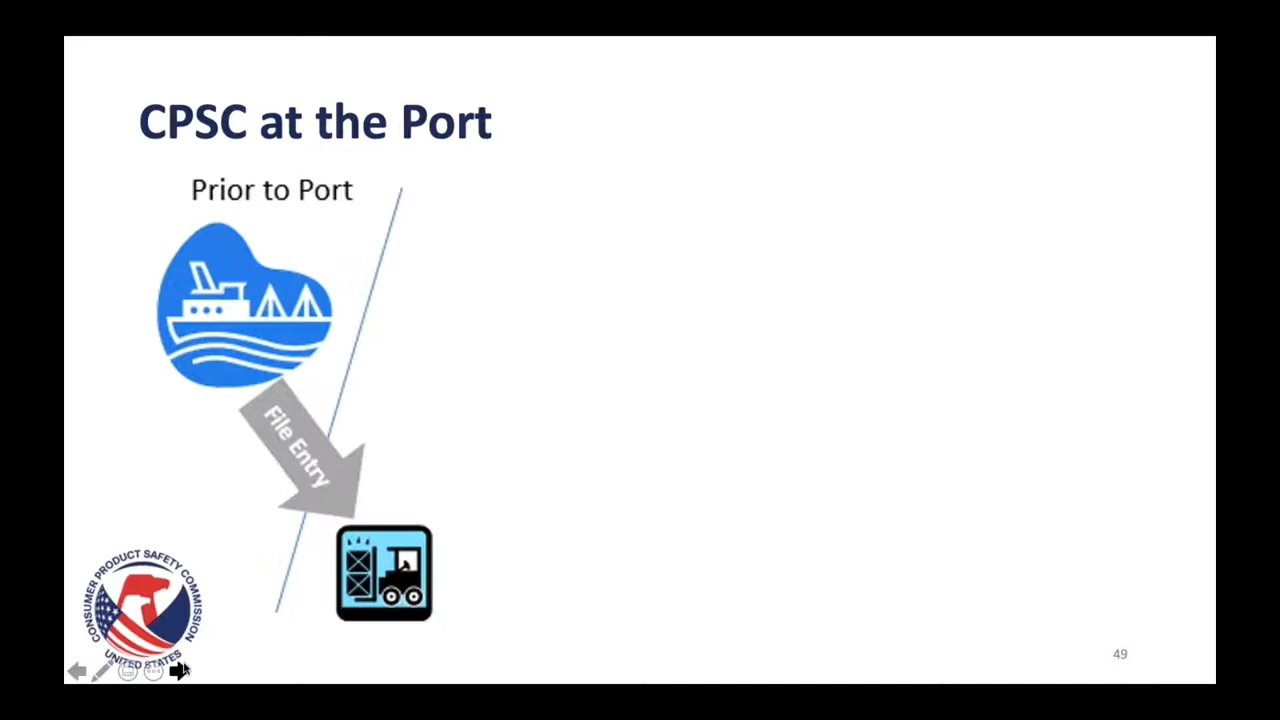 CPSC at the Port
Prior to Port
File Entry
CONSUMER PRODUCT SAFETY COMMISSION
UNITED STATES
49